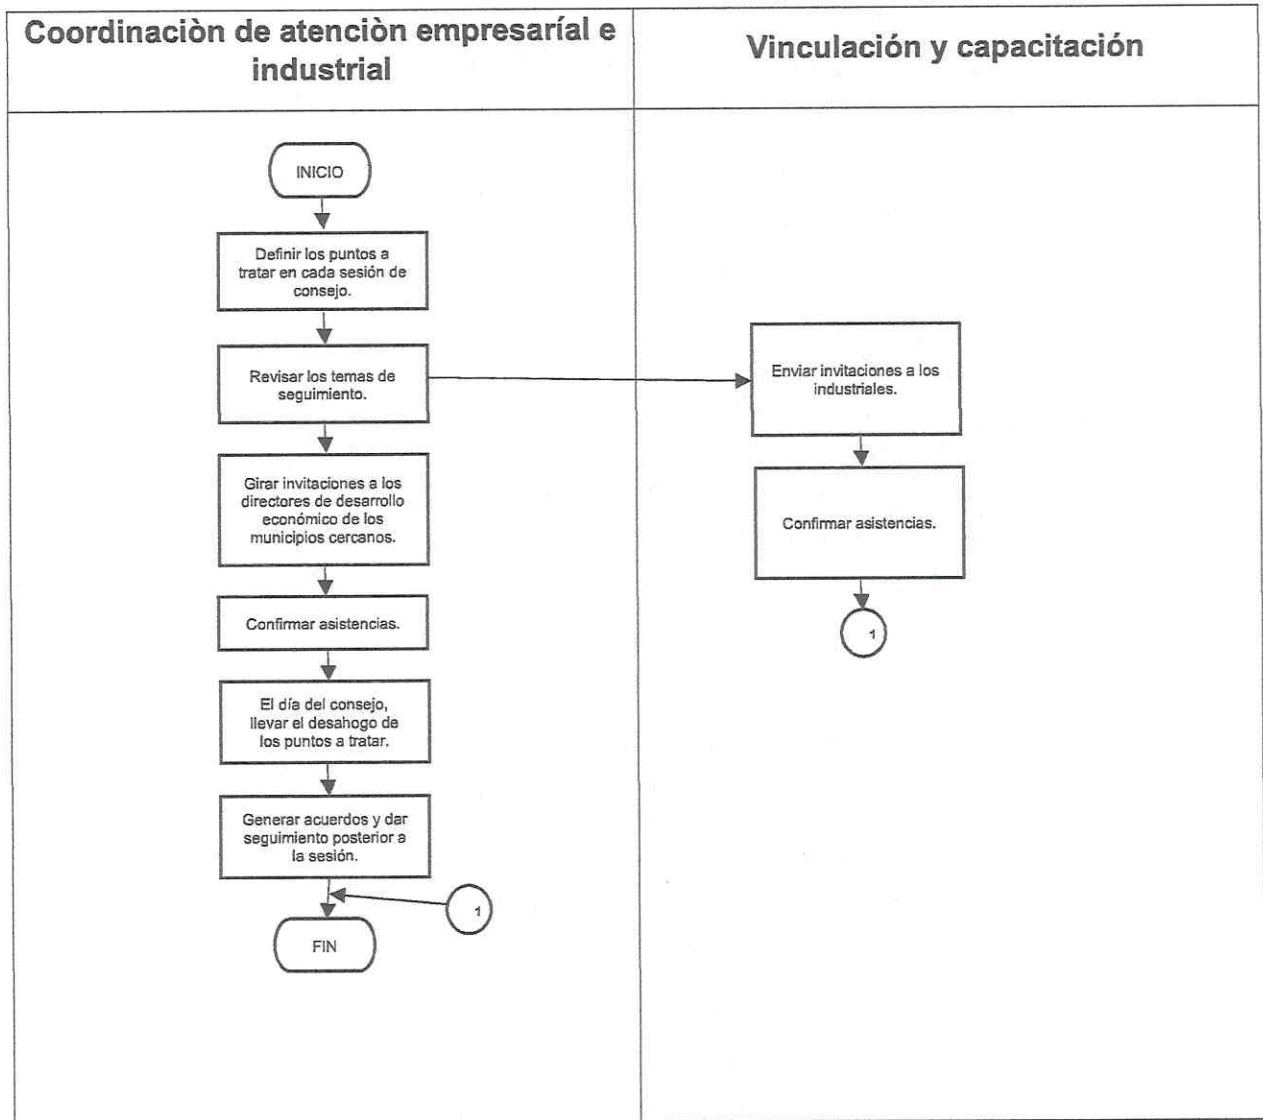 Coordinaciòn de atenciòn empresaríal e
industrial
Vinculación y capacitación
INICIO
Definir los puntos a
tratar en cada sesión de
consejo.
Revisar los temas de
seguimiento.
Girar invitaciones a los
directores de desarrollo
económico de los
municipios cercanos.
Confirmar asistencias.
El día del consejo,
llevar el desahogo de
los puntos a tratar.
Generar acuerdos y dar
seguimiento posterior a
la sesión.
1
FIN
Enviar invitaciones a los
industriales.
Confirmar asistencias.
1